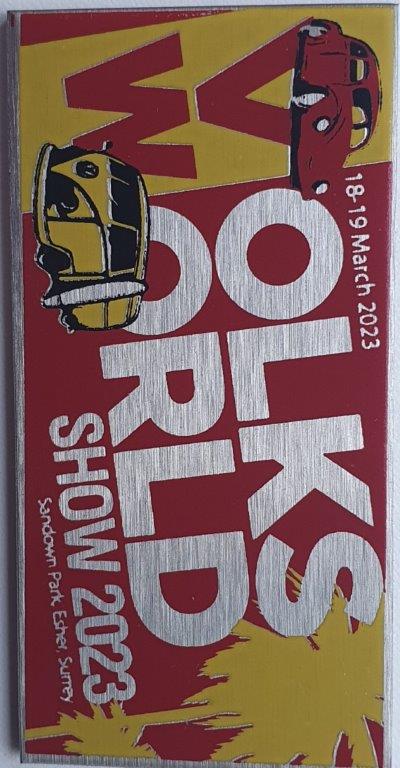 18-19 March 2023
VOLKS
WORLD
SHOW 2023
Sandown Park, Esher, Surrey